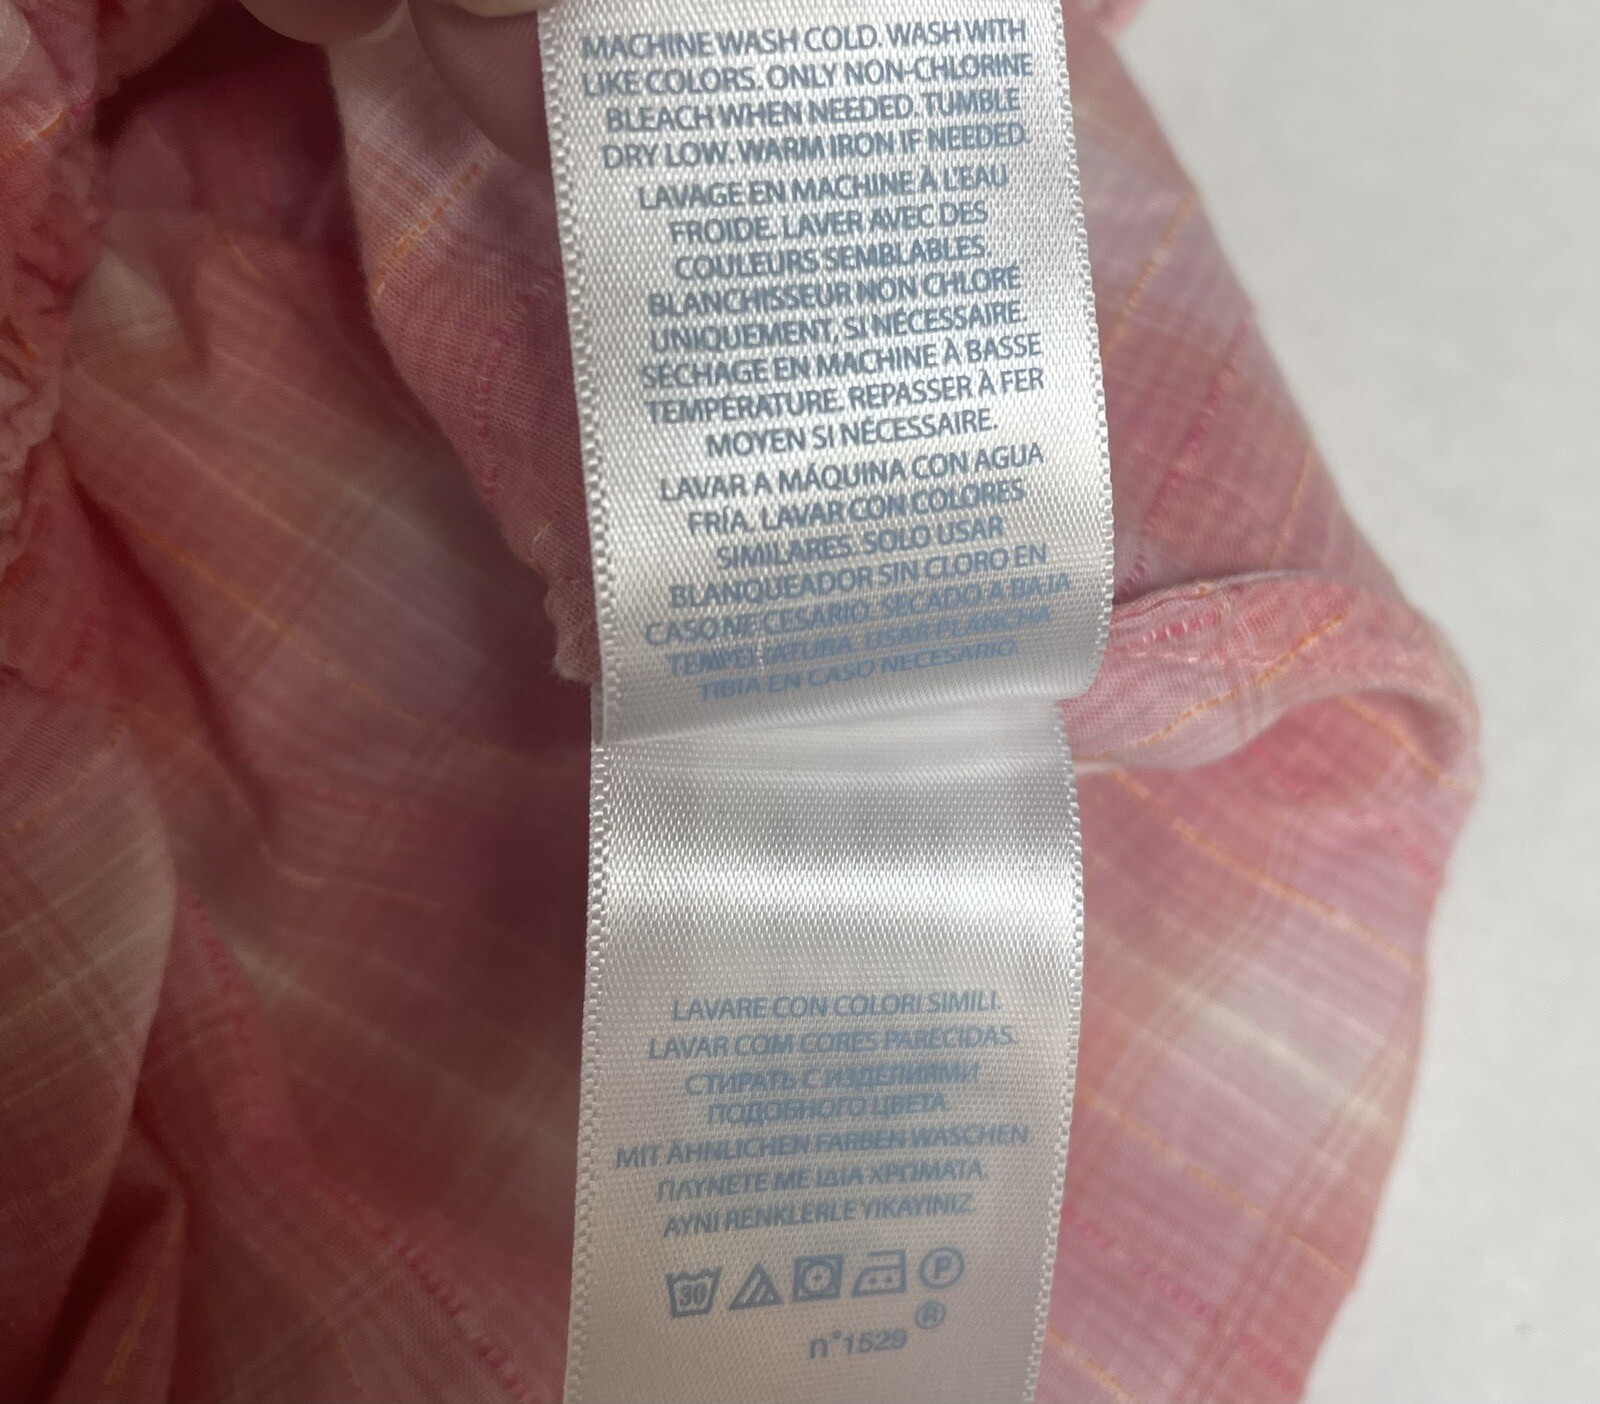 MACHINE WASH COLD. WASH WITH
LIKE COLORS. ONLY NON-CHLORINE
BLEACH WHEN NEEDED. TUMBLE
DRY LOW. WARM IRON IF NEEDED.
LAVAGE EN MACHINE À L'EAU
FROIDE. LAVER AVEC DES
COULEURS SEMBLABLES.
BLANCHISSEUR NON CHLORÉ
UNIQUEMENT, SI NÉCESSAIRE.
SÉCHAGE EN MACHINE À BASSE
TEMPÉRATURE. REPASSER À FER
MOYEN SI NÉCESSAIRE.
LAVAR A MÁQUINA CON AGUA
FRÍA. LAVAR CON COLORES
SIMILARES. SOLO USAR
BLANQUEADOR SIN CLORO EN
CASO NECESARIO. SECADO A BAJA
TEMPERATURA. USAR PLANCHA
TIBIA EN CASO NECESARIO.
LAVARE CON COLORI SIMILI.
LAVAR COM CORES PARECIDAS.
СТИРАТЬ С ИЗДЕЛИЯМИ
ПОДОБНОГО ЦВЕТА
MIT ÄHNLICHEN FARBEN WASCHEN
ΠΛΥΝΕΤΕ ΜΕ ΙΔΙΑ ΧΡΩΜΑΤΑ.
AYNI RENKLERLE YIKAYINIZ
30 P
®
n°1529